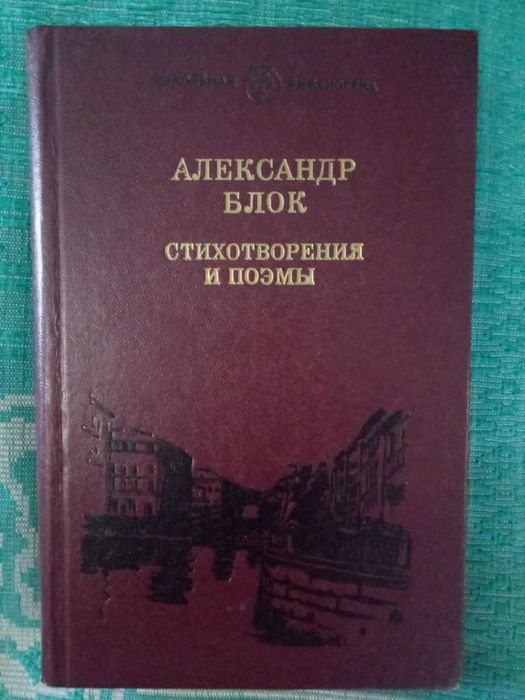 ШКОЛЬНАЯ БИБЛИОТЕКА
АЛЕКСАНДР
БЛОК
СТИХОТВОРЕНИЯ
И ПОЭМЫ